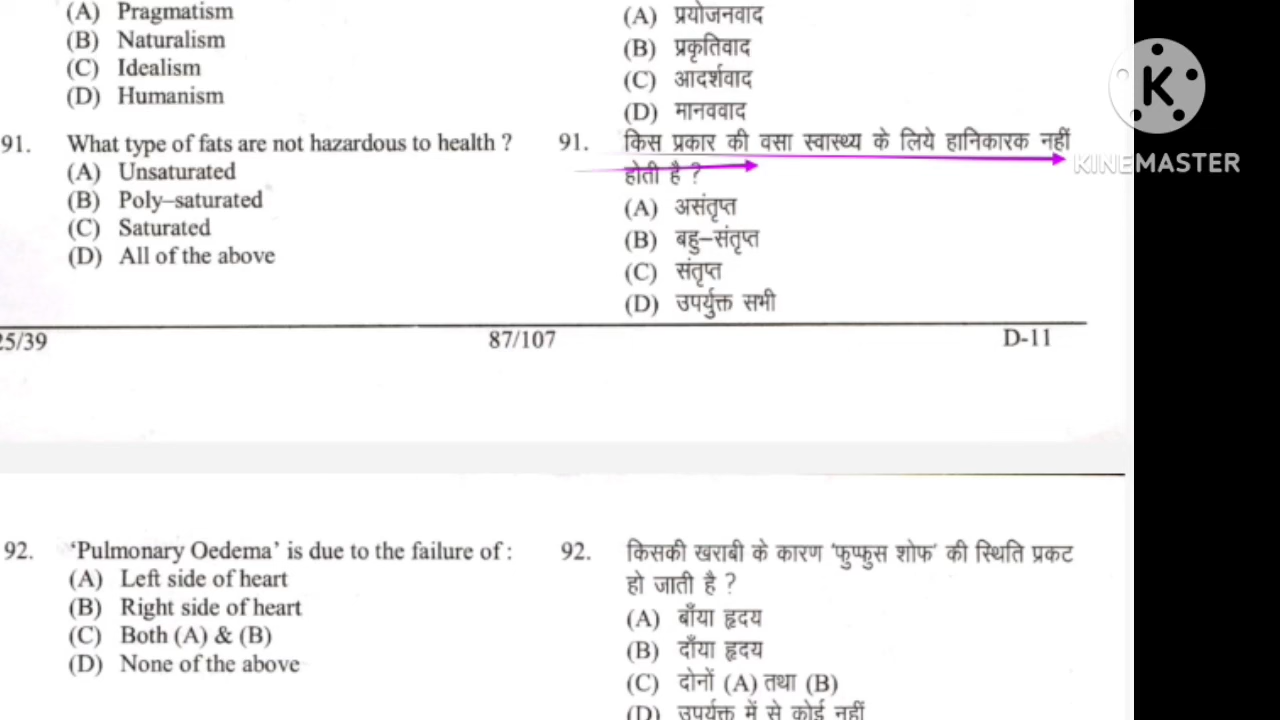 (A) Pragmatism
(B) Naturalism
(C) Idealism
(D) Humanism
91. What type of fats are not hazardous to health ?
(A) Unsaturated
(B) Poly–saturated
(C) Saturated
(D) All of the above
(A) प्रयोजनवाद
(B) प्रकृतिवाद
(C) आदर्शवाद
(D) मानववाद
91. किस प्रकार की वसा स्वास्थ्य के लिये हानिकारक नहीं
होती है ?
(A) असंतृप्त
(B) बहु–संतृप्त
(C) संतृप्त
(D) उपर्युक्त सभी
25/39 87/107 D-11
92. ‘Pulmonary Oedema’ is due to the failure of :
(A) Left side of heart
(B) Right side of heart
(C) Both (A) & (B)
(D) None of the above
92. किसकी खराबी के कारण 'फुफ्फुस शोफ' की स्थिति प्रकट
हो जाती है ?
(A) बाँया हृदय
(B) दाँया हृदय
(C) दोनों (A) तथा (B)
(D) उपर्युक्त में से कोई नहीं
K
KINEMASTER